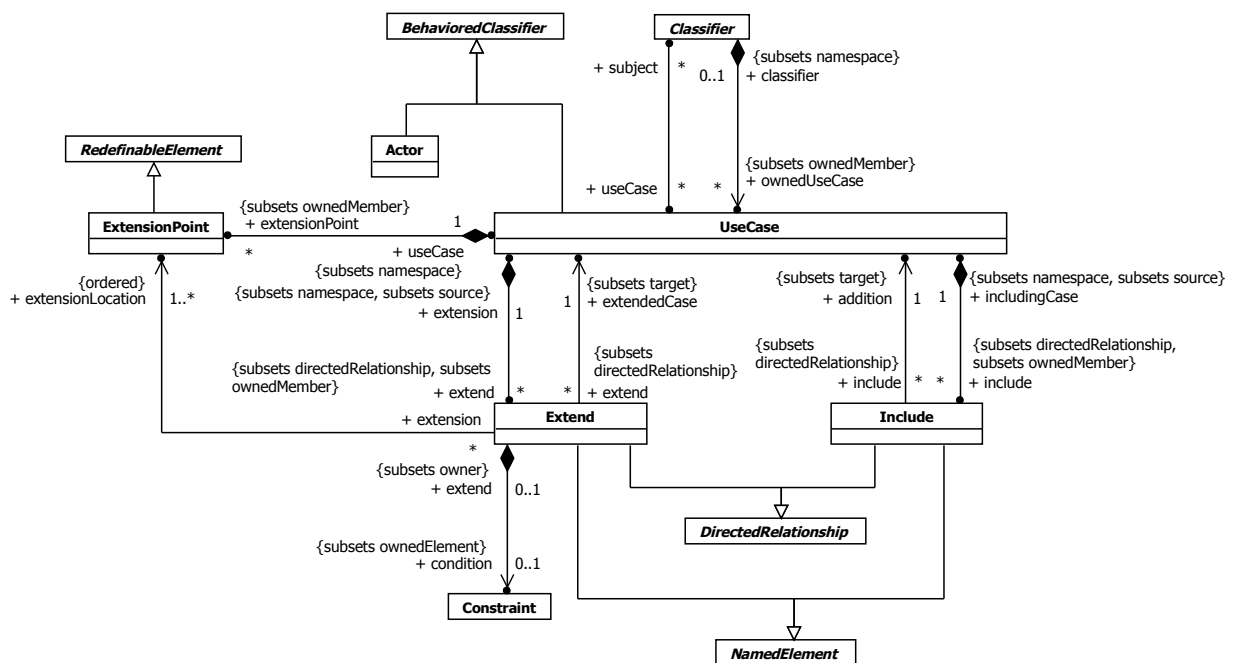 BehavioredClassifier
Classifier
+ subject
*
0..1
{subsets namespace}
+ classifier
RedefinableElement
Actor
{subsets ownedMember}
+ ownedUseCase
+ useCase
*
*
ExtensionPoint
{subsets ownedMember}
+ extensionPoint
1
*
+ useCase
{subsets namespace}
UseCase
{ordered}
+ extensionLocation
1..*
{subsets namespace, subsets source}
+ extension
1
{subsets target}
+ extendedCase
1
{subsets target}
+ addition
1
1
{subsets namespace, subsets source}
+ includingCase
{subsets directedRelationship, subsets
ownedMember}
+ extend
*
{subsets
directedRelationship}
*
+ extend
{subsets
directedRelationship}
+ include
*
*
{subsets directedRelationship,
subsets ownedMember}
+ include
+ extension
*
Extend
Include
{subsets owner}
+ extend
0..1
DirectedRelationship
{subsets ownedElement}
+ condition
0..1
Constraint
NamedElement